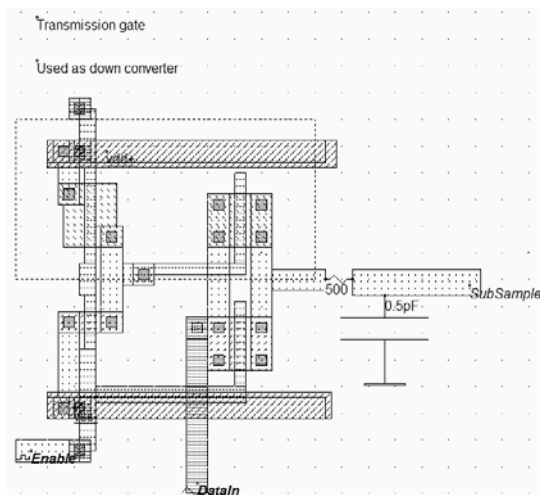 Transmission gate
Used as down converter
Vdd+
500
SubSample
0.5pF
Enable
DataIn